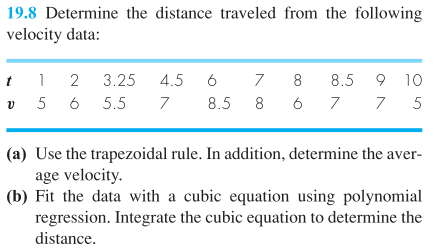 19.8 Determine the distance traveled from the following
velocity data:
t 1 2 3.25 4.5 6 7 8 8.5 9 10
v 5 6 5.5 7 8.5 8 6 7 7 5
(a) Use the trapezoidal rule. In addition, determine the aver-
age velocity.
(b) Fit the data with a cubic equation using polynomial
regression. Integrate the cubic equation to determine the
distance.